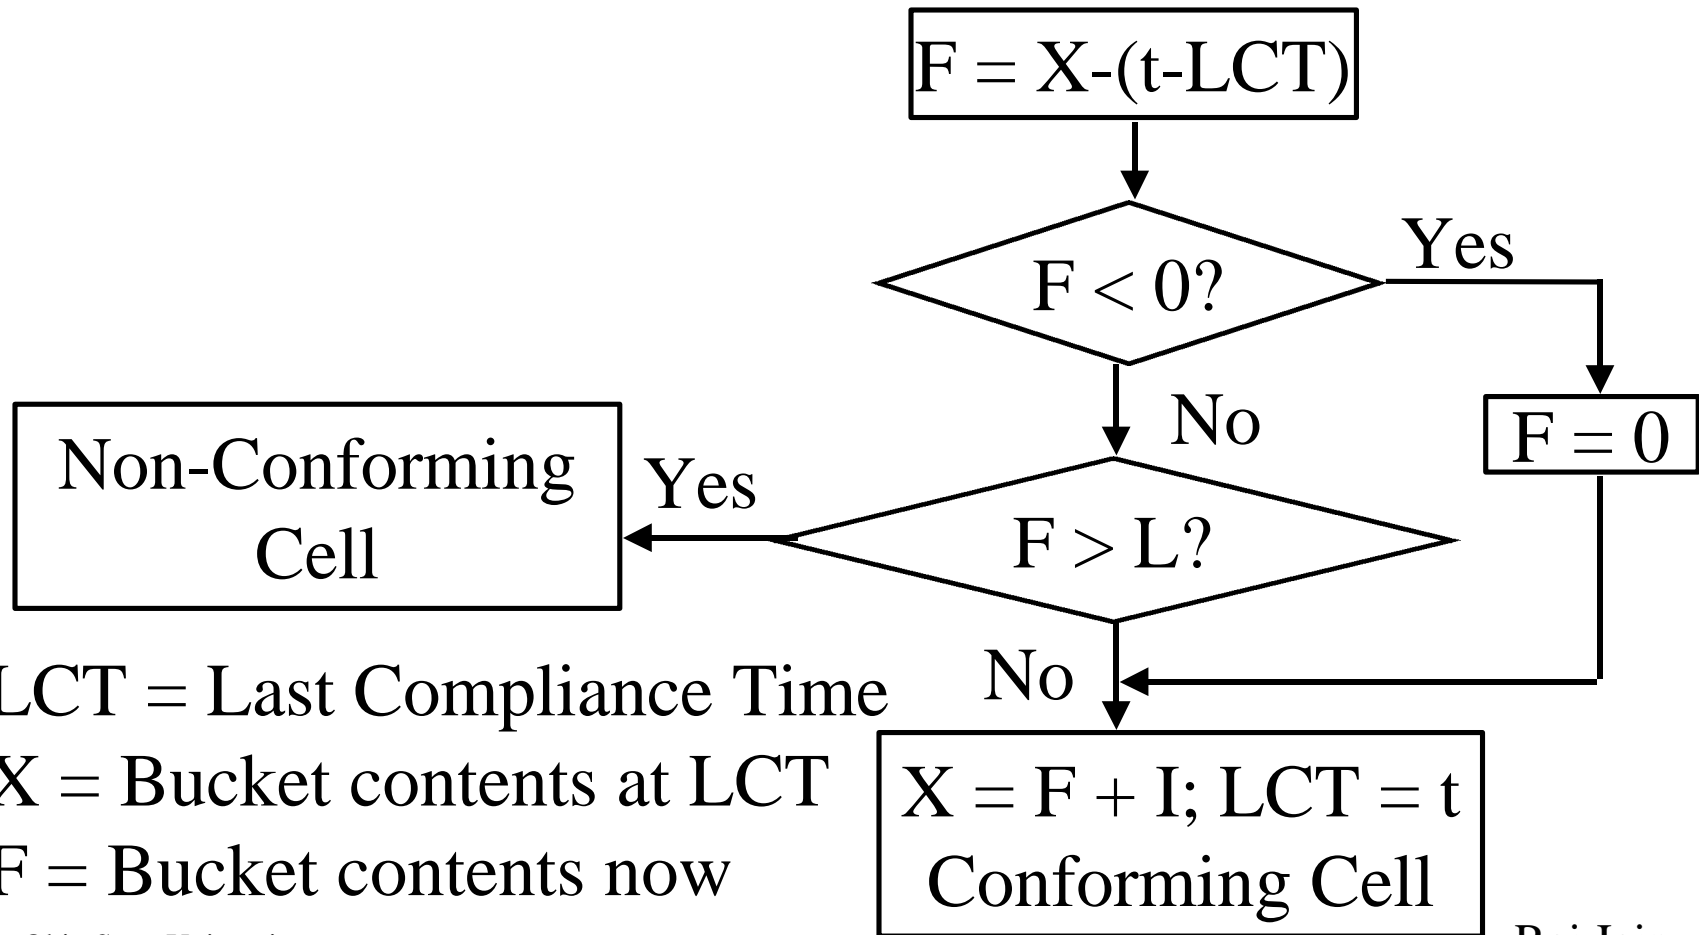 F = X-(t-LCT)
F < 0?
Yes
No
F = 0
Non-Conforming
Cell
Yes
F > L?
No
LCT = Last Compliance Time
X = Bucket contents at LCT
F = Bucket contents now
X = F + I; LCT = t
Conforming Cell